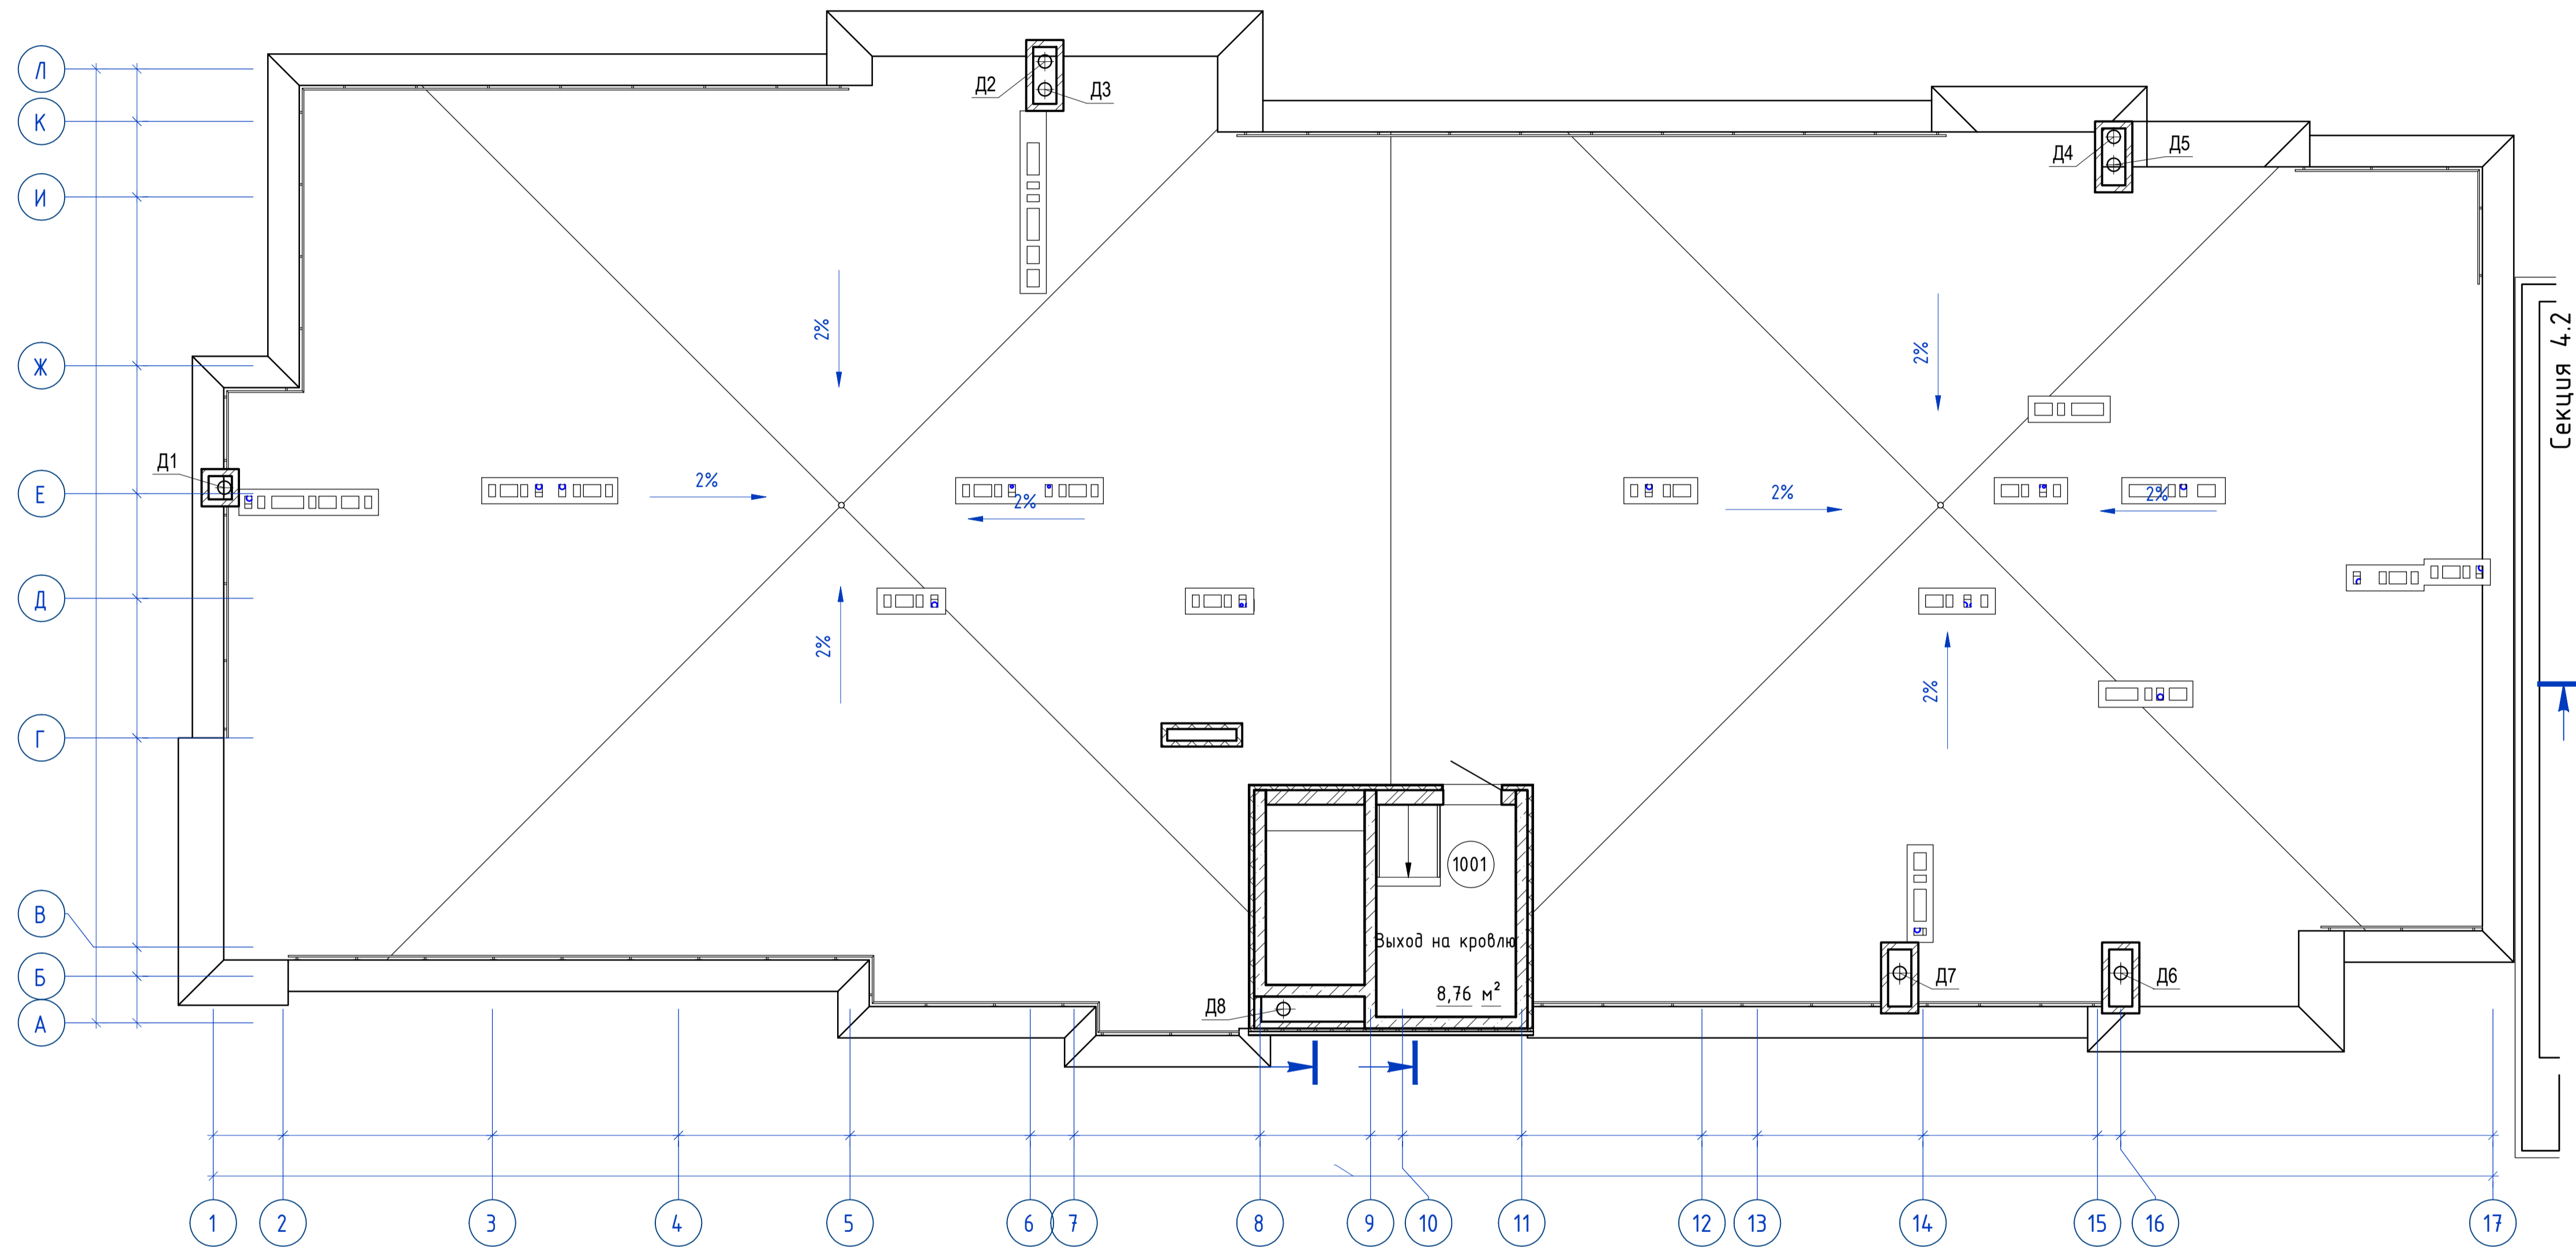 Л
К
И
Ж
Е
Д
Г
В
Б
А
Д2
Д3
Д4
Д5
Д1
2%
2%
2%
2%
2%
2%
2%
2%
Секция 4.2
1001
Выход на кровлю
8,76 м²
Д8
Д7
Д6
1
2
3
4
5
6
7
8
9
10
11
12
13
14
15
16
17